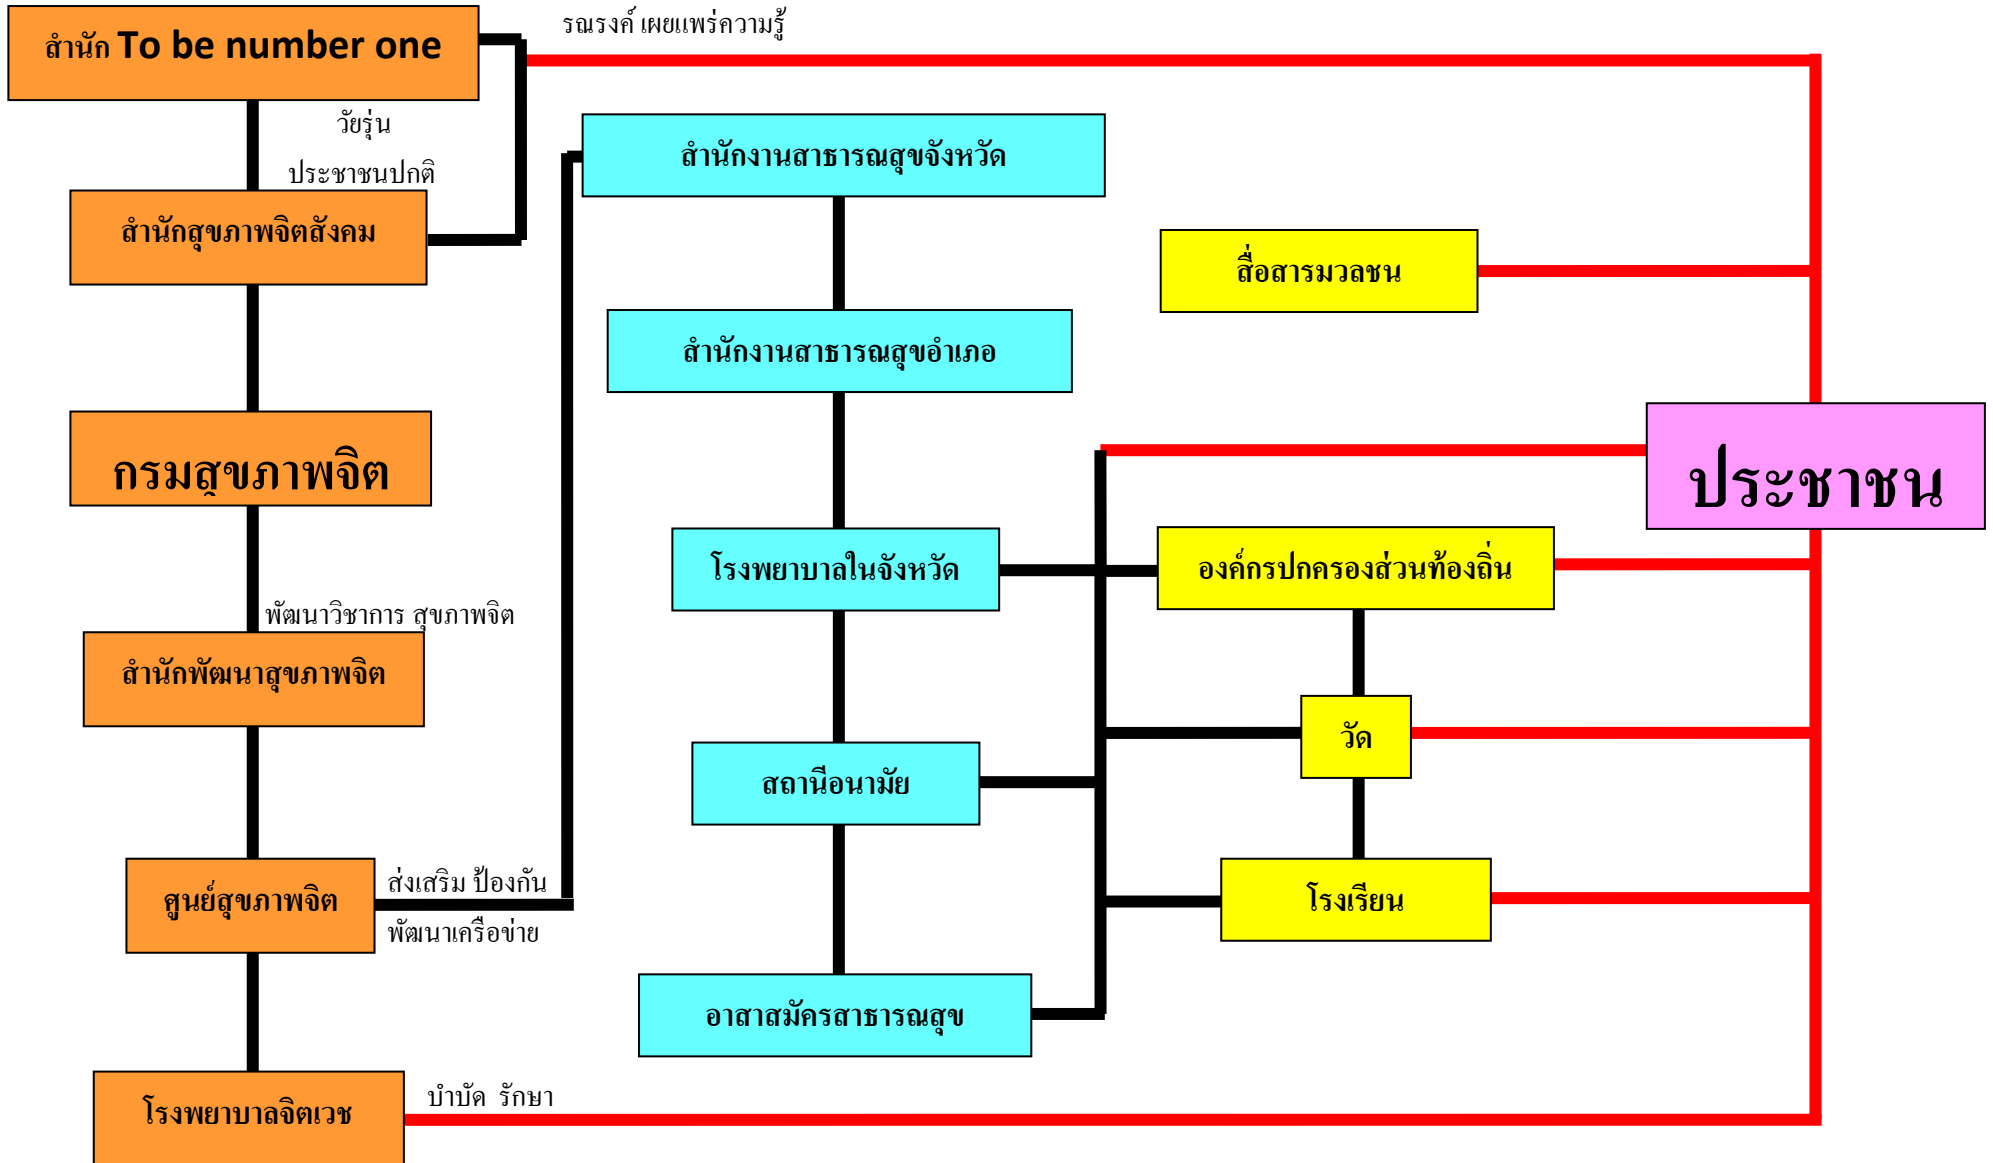 รณรงค์ เผยแพร่ความรู้
สำนัก To be number one
วัยรุ่น
ประชาชนปกติ
สำนักงานสาธารณสุขจังหวัด
สำนักสุขภาพจิตสังคม
สื่อสารมวลชน
สำนักงานสาธารณสุขอำเภอ
กรมสุขภาพจิต
ประชาชน
โรงพยาบาลในจังหวัด
องค์กรปกครองส่วนท้องถิ่น
พัฒนาวิชาการ สุขภาพจิต
สำนักพัฒนาสุขภาพจิต
วัด
สถานีอนามัย
ส่งเสริม ป้องกัน
ศูนย์สุขภาพจิต
โรงเรียน
พัฒนาเครือข่าย
อาสาสมัครสาธารณสุข
บำบัด รักษา
โรงพยาบาลจิตเวช